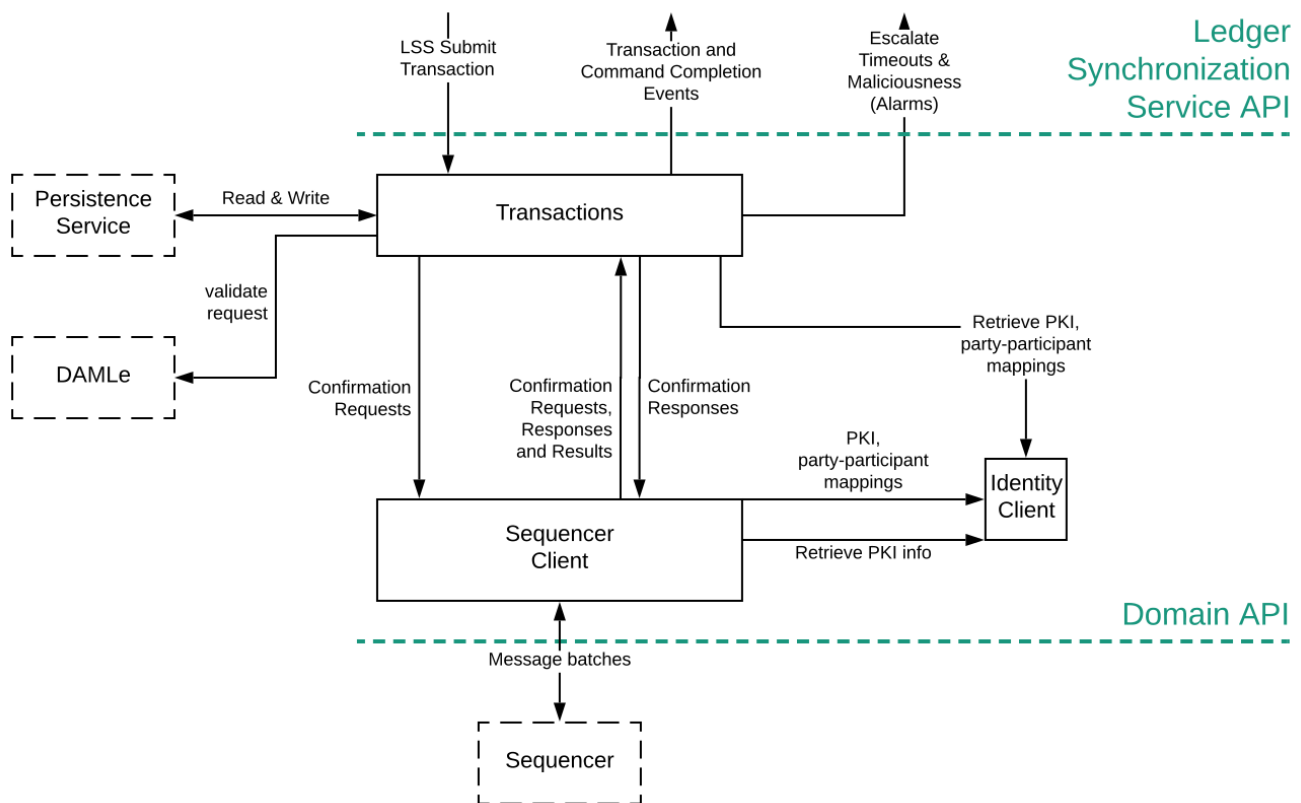 LSS Submit
Transaction
Transaction and
Command Completion
Events
Escalate
Timeouts &
Maliciousness
(Alarms)
Ledger
Synchronization
Service API
Persistence
Service
Read & Write
Transactions
validate
request
DAMLe
Confirmation
Requests
Confirmation
Requests,
Responses
and Results
Confirmation
Responses
Retrieve PKI,
party-participant
mappings
PKI,
party-participant
mappings
Identity
Client
Sequencer
Client
Retrieve PKI info
Domain API
Message batches
Sequencer